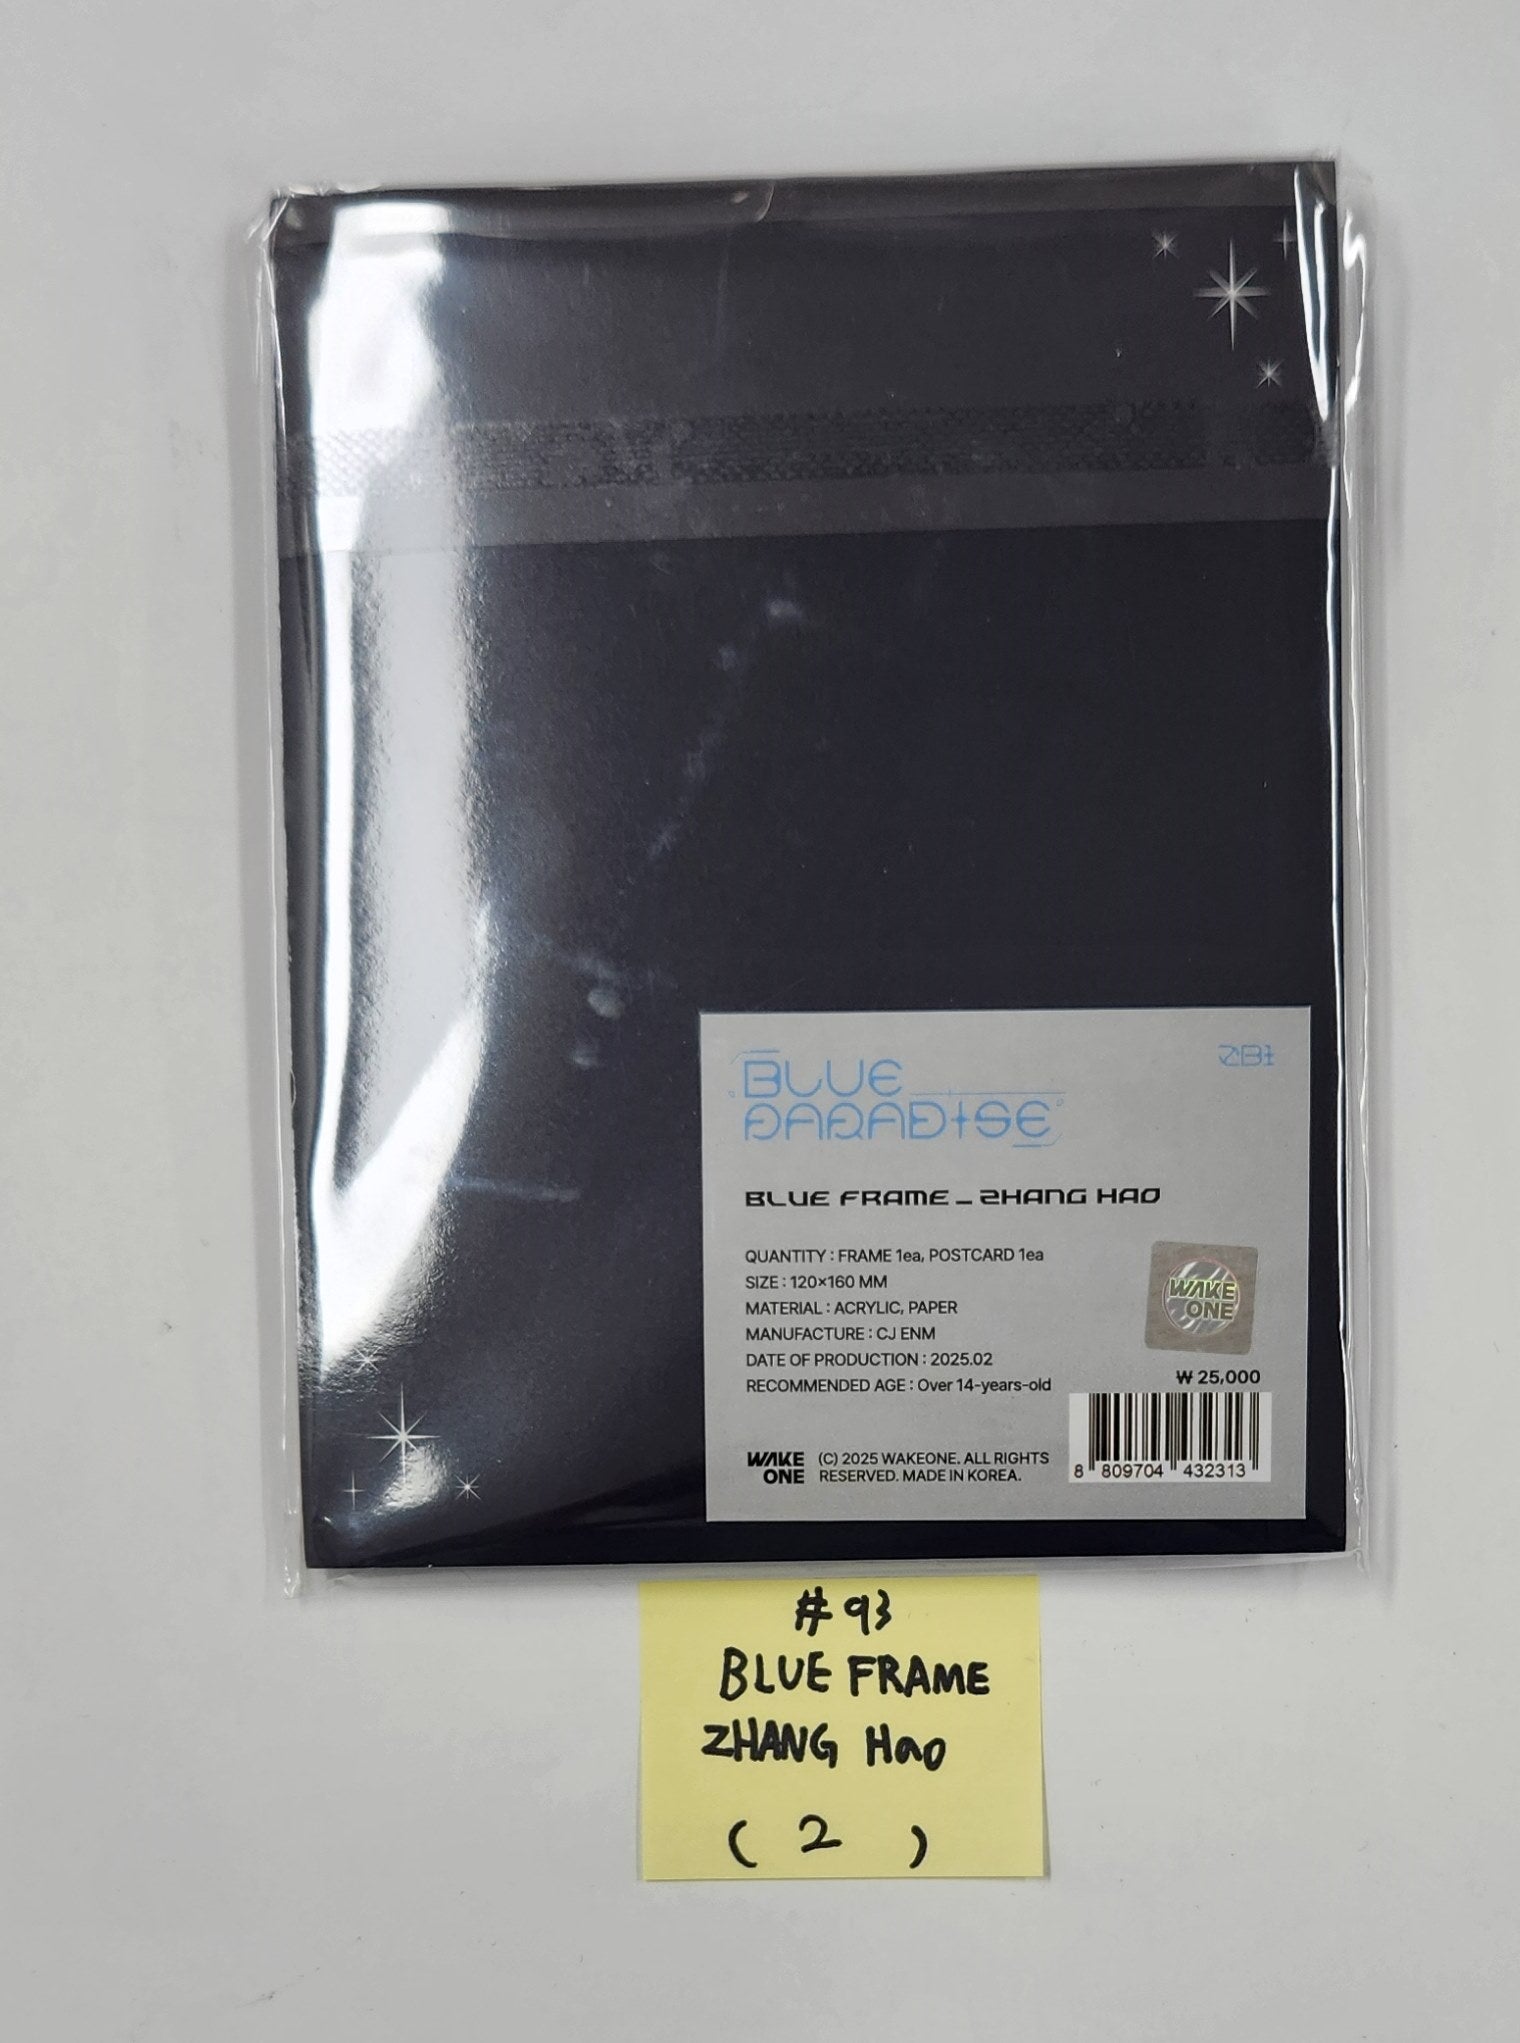 BLUE
PARADISE
ZB1
BLUE FRAME _ ZHANG HAO
QUANTITY : FRAME 1ea, POSTCARD 1ea
SIZE : 120×160 MM
MATERIAL : ACRYLIC, PAPER
MANUFACTURE : CJ ENM
DATE OF PRODUCTION : 2025.02
RECOMMENDED AGE : Over 14-years-old
WAKE
ONE
₩ 25,000
WAKE
ONE
(C) 2025 WAKEONE. ALL RIGHTS
RESERVED. MADE IN KOREA.
8 809704 432313
#93
BLUE FRAME
ZHANG Hao
( 2 )